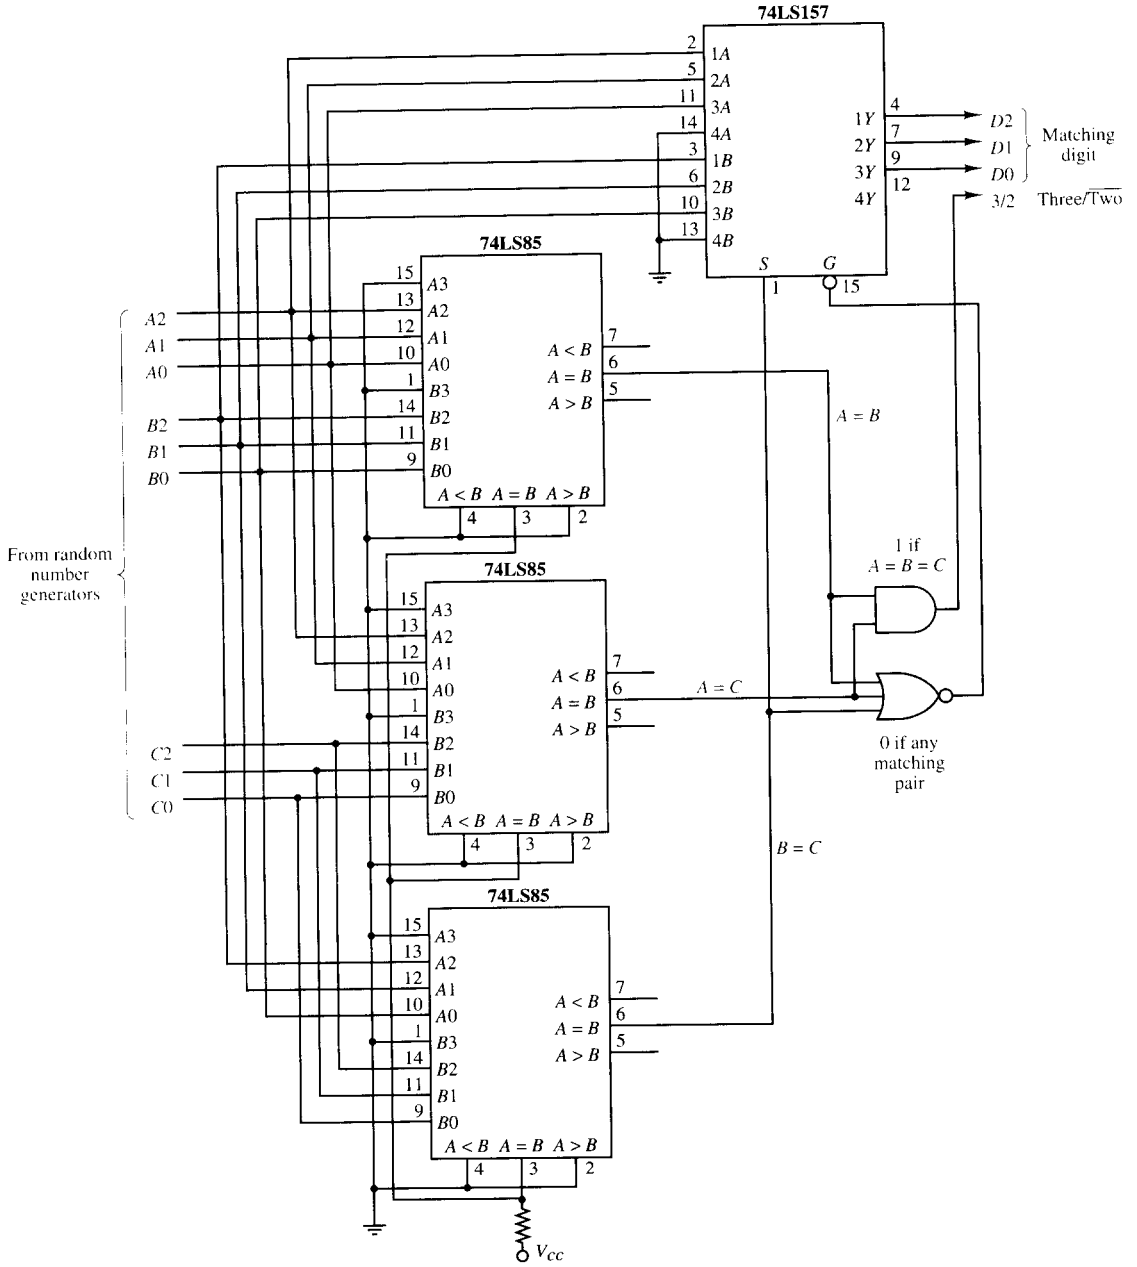 74LS157
2 1A
5 2A
11 3A
14 4A
3 1B
6 2B
10 3B
13 4B
1Y 4 D2
2Y 7 D1
3Y 9 D0
4Y 12
Matching
digit
3/2 Three/T̅w̅o̅
S G
1 15
74LS85
15 A3
13 A2
12 A1
10 A0
1 B3
14 B2
11 B1
9 B0
A < B 7
A = B 6
A > B 5
A < B A = B A > B
4 3 2
A2
A1
A0
B2
B1
B0
From random
number
generators
C2
C1
C0
A = B
1 if
A = B = C
74LS85
15 A3
13 A2
12 A1
10 A0
1 B3
14 B2
11 B1
9 B0
A < B 7
A = B 6
A > B 5
A < B A = B A > B
4 3 2
A = C
0 if any
matching
pair
B = C
74LS85
15 A3
13 A2
12 A1
10 A0
1 B3
14 B2
11 B1
9 B0
A < B 7
A = B 6
A > B 5
A < B A = B A > B
4 3 2
VCC